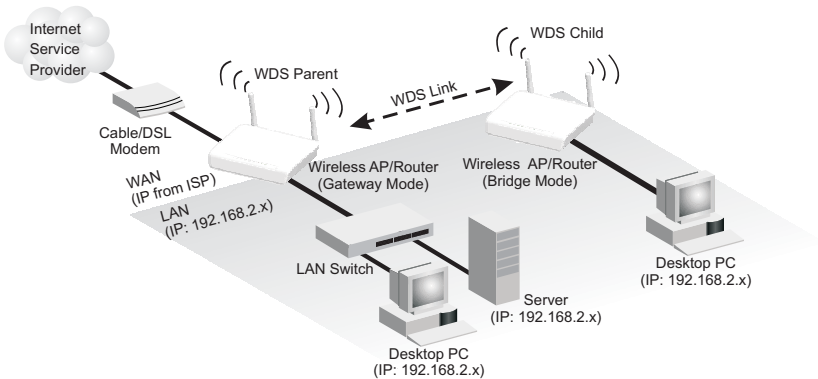 Internet
Service
Provider
Cable/DSL
Modem
WDS Parent
WDS Link
WDS Child
Wireless AP/Router
(Gateway Mode)
Wireless AP/Router
(Bridge Mode)
WAN
(IP from ISP)
LAN
(IP: 192.168.2.x)
LAN Switch
Server
(IP: 192.168.2.x)
Desktop PC
(IP: 192.168.2.x)
Desktop PC
(IP: 192.168.2.x)